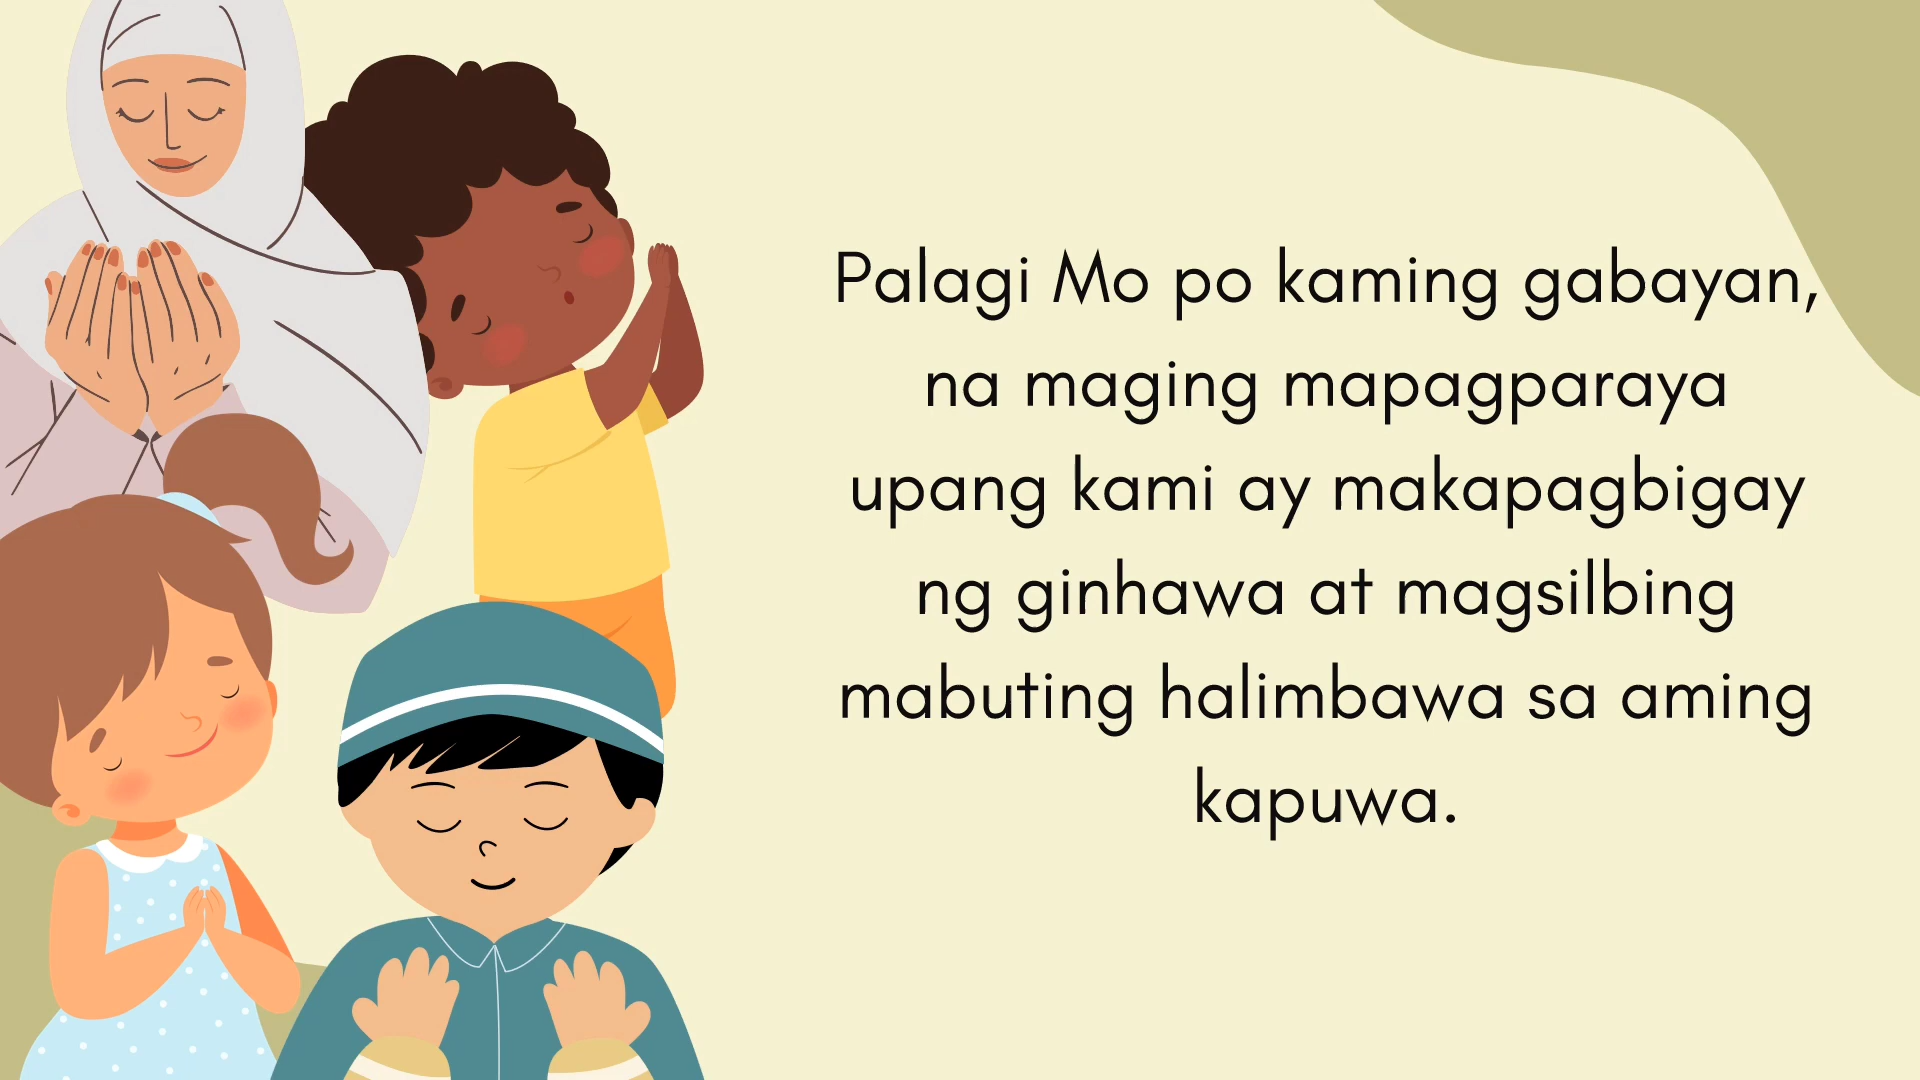 Palagi Mo po kaming gabayan,
na maging mapagparaya
upang kami ay makapagbigay
ng ginhawa at magsilbing
mabuting halimbawa sa aming
kapuwa.